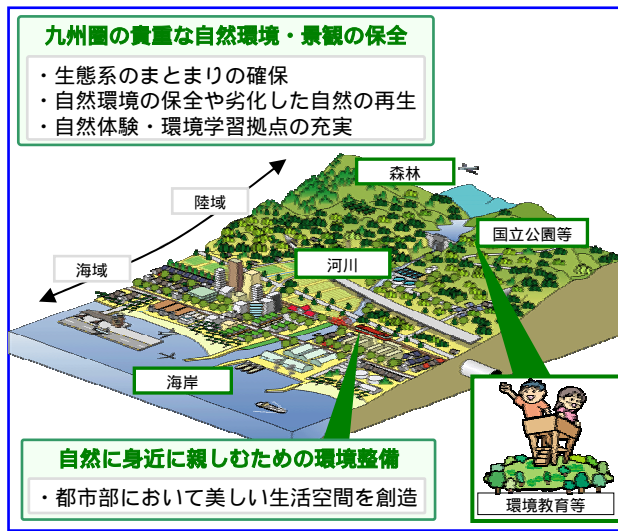 九州圏の貴重な自然環境・景観の保全
・生態系のまとまりの確保
・自然環境の保全や劣化した自然の再生
・自然体験・環境学習拠点の充実
森林
陸域
国立公園等
河川
海域
海岸
自然に身近に親しむための環境整備
・都市部において美しい生活空間を創造
環境教育等